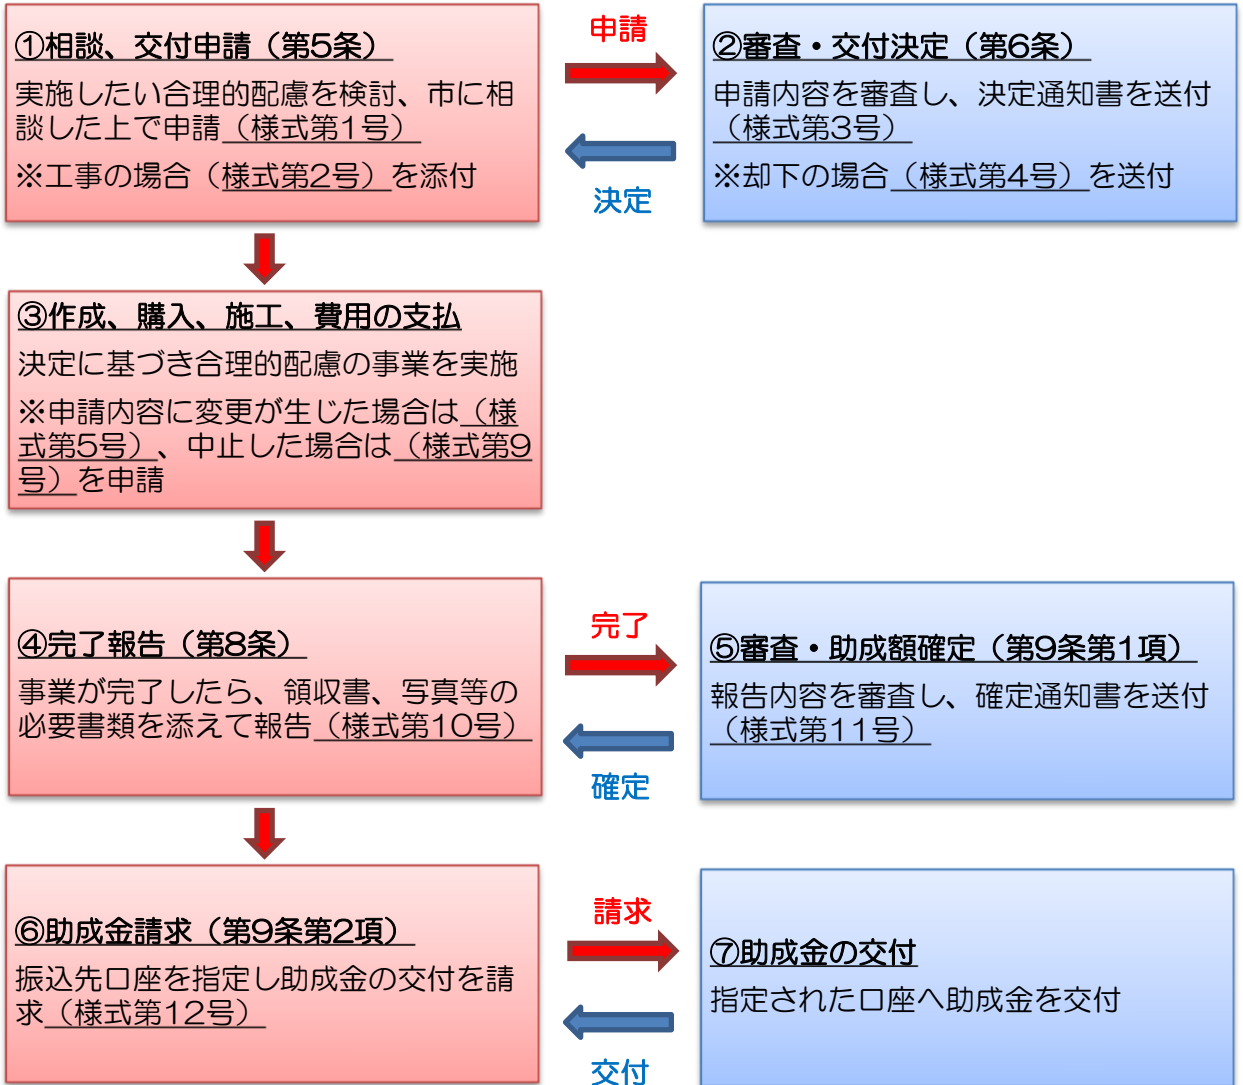 ①相談、交付申請（第5条）
実施したい合理的配慮を検討、市に相
談した上で申請（様式第1号）
※工事の場合（様式第2号）を添付
申請
決定
②審査・交付決定（第6条）
申請内容を審査し、決定通知書を送付
（様式第3号）
※却下の場合（様式第4号）を送付
③作成、購入、施工、費用の支払
決定に基づき合理的配慮の事業を実施
※申請内容に変更が生じた場合は（様
式第5号）、中止した場合は（様式第9
号）を申請
④完了報告（第8条）
事業が完了したら、領収書、写真等の
必要書類を添えて報告（様式第10号）
完了
確定
⑤審査・助成額確定（第9条第1項）
報告内容を審査し、確定通知書を送付
（様式第11号）
⑥助成金請求（第9条第2項）
振込先口座を指定し助成金の交付を請
求（様式第12号）
請求
交付
⑦助成金の交付
指定された口座へ助成金を交付